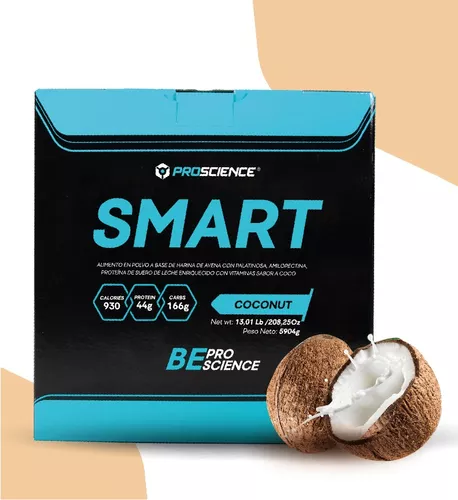 PROSCIENCE®
SMART
ALIMENTO EN POLVO A BASE DE HARINA DE AVENA CON PALATINOSA, AMILOPECTINA,
PROTEÍNA DE SUERO DE LECHE ENRIQUECIDO CON VITAMINAS SABOR A COCO
CALORIES
930
PROTEIN
44g
CARBS
166g
COCONUT
Net wt: 13,01 Lb /208,25Oz
Peso Neto: 5904g
BE PRO
SCIENCE